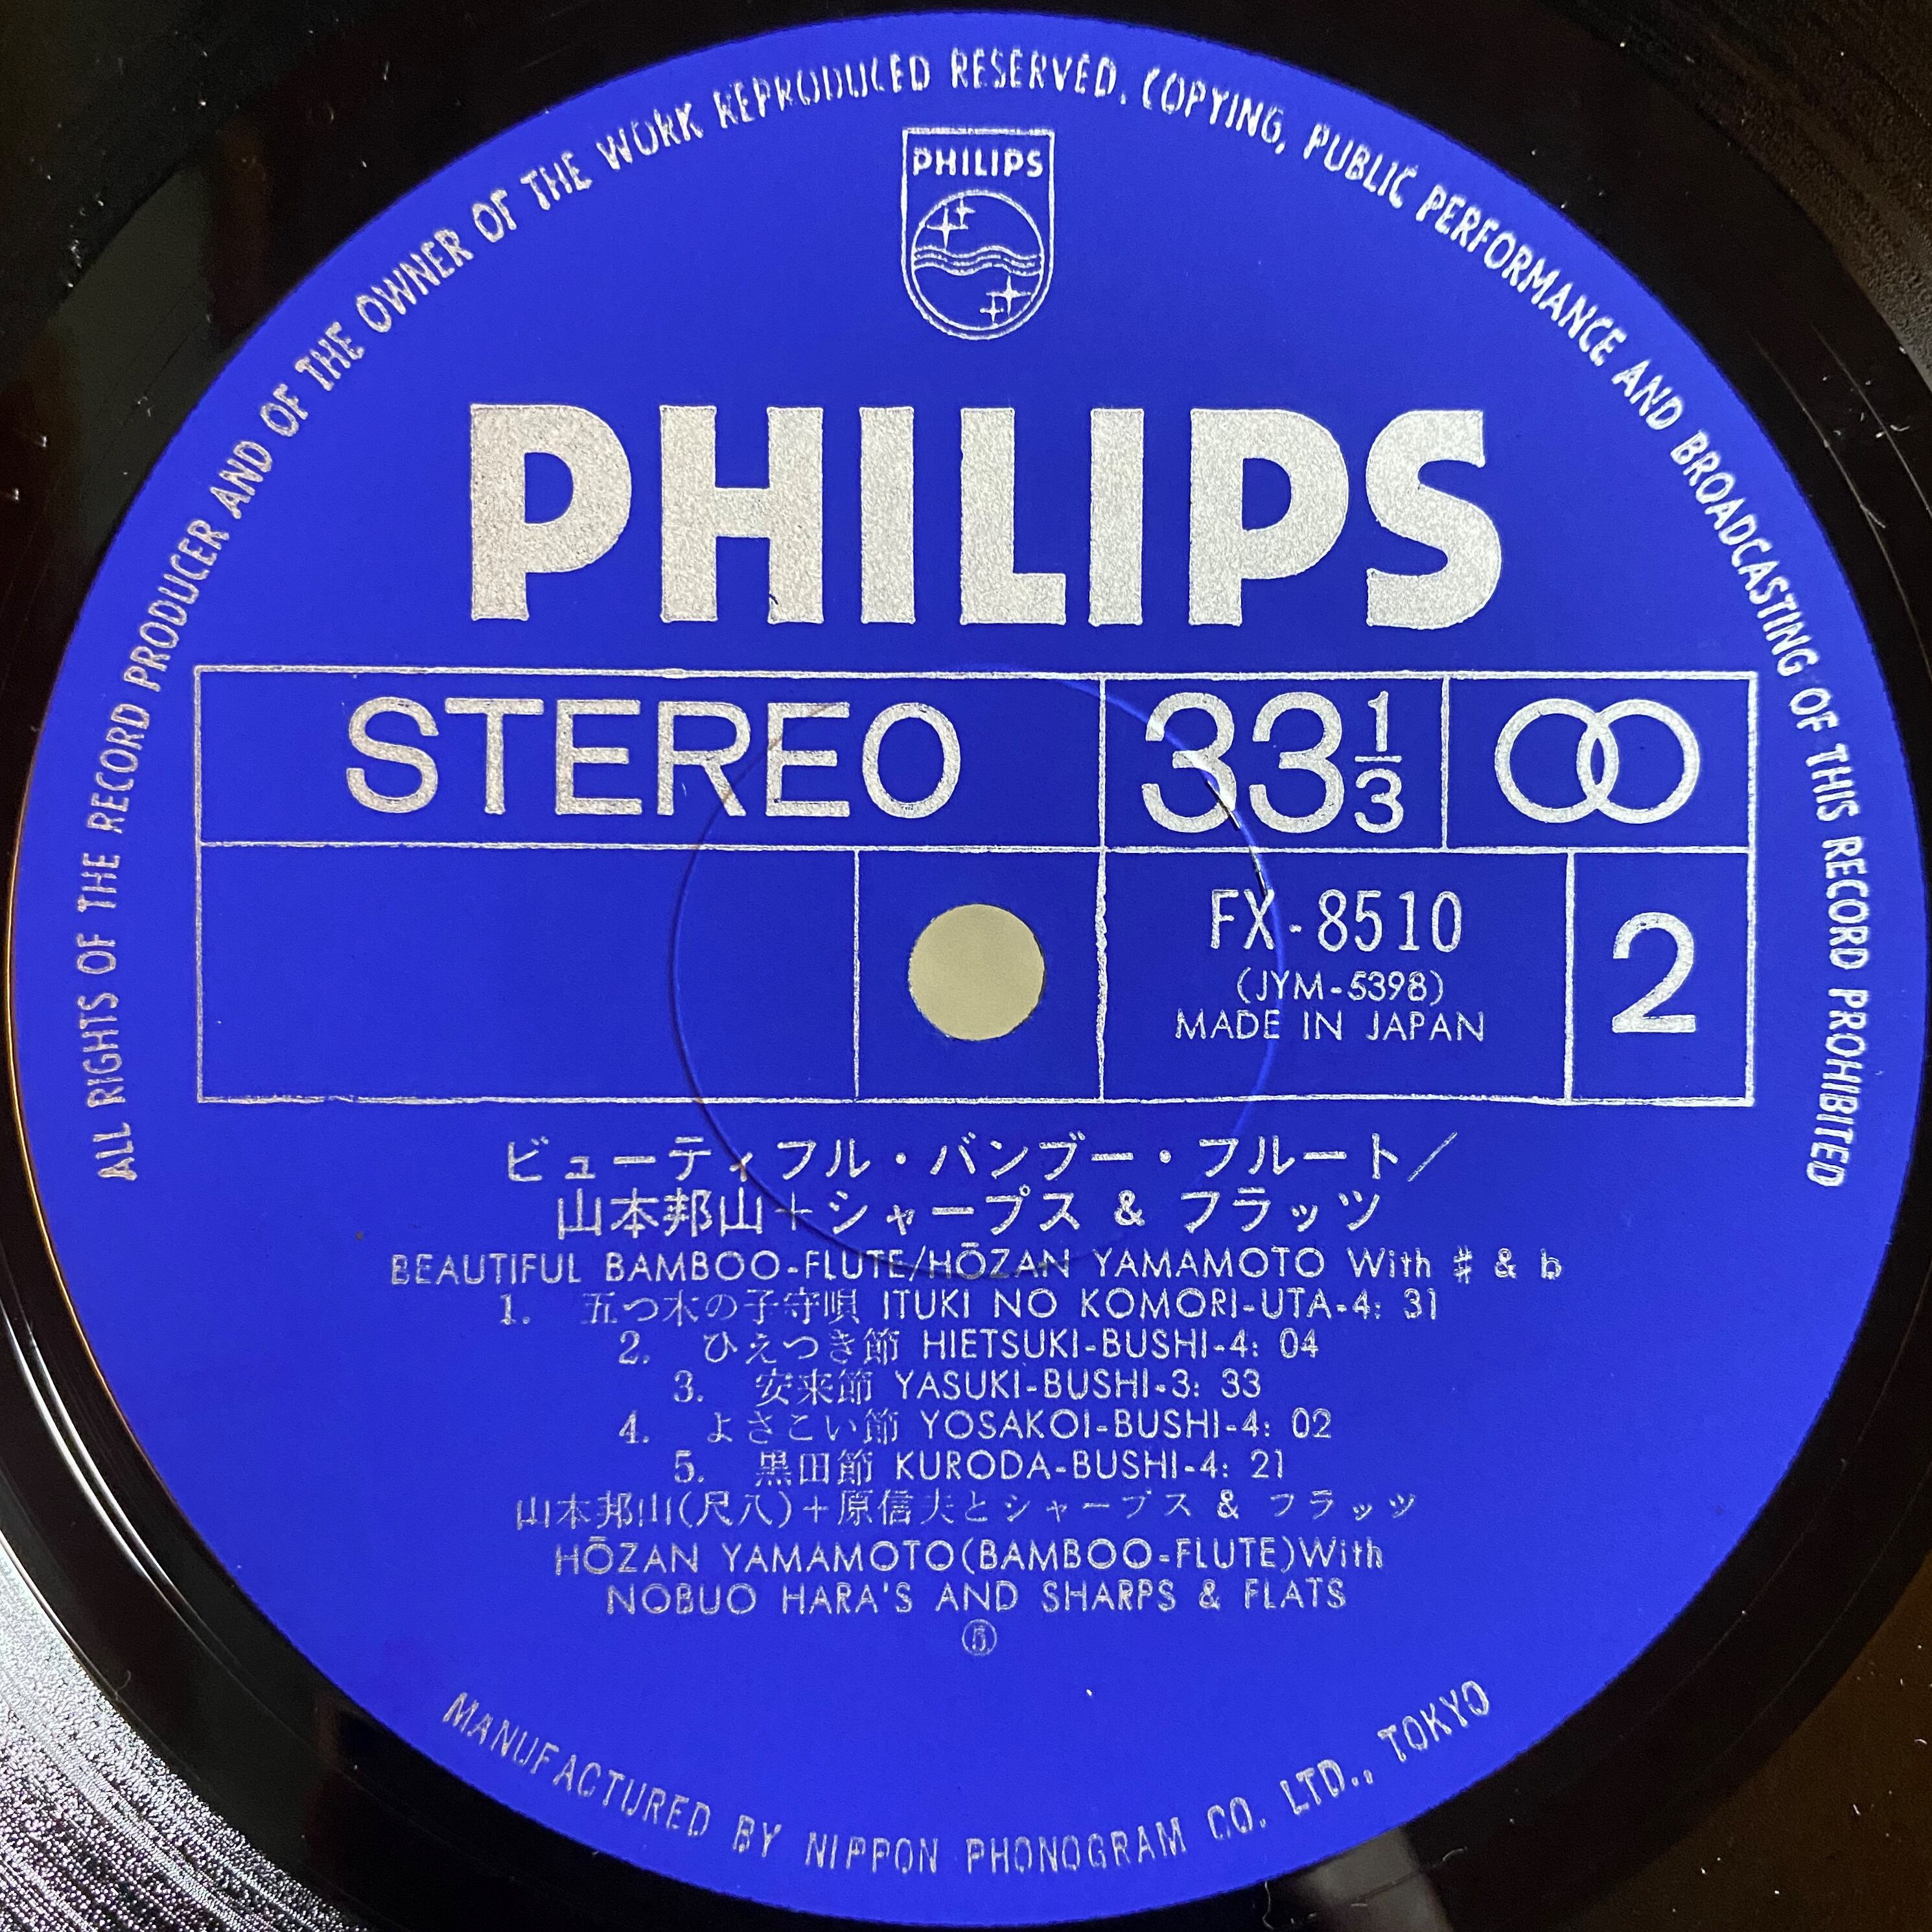 ALL RIGHTS OF THE RECORD PRODUCER AND OF THE OWNER OF THE WORK REPRODUCED RESERVED. COPYING, PUBLIC PERFORMANCE AND BROADCASTING OF THIS RECORD PROHIBITED
PHILIPS
PHILIPS
STEREO 33 1/3
FX-8510
(JYM-5398)
MADE IN JAPAN
2
ビューティフル・バンブー・フルート／
山本邦山＋シャープス & フラッツ
BEAUTIFUL BAMBOO-FLUTE/HŌZAN YAMAMOTO With ♯ & b
1. 五つ木の子守唄 ITUKI NO KOMORI-UTA-4: 31
2. ひえつき節 HIETSUKI-BUSHI-4: 04
3. 安来節 YASUKI-BUSHI-3: 33
4. よさこい節 YOSAKOI-BUSHI-4: 02
5. 黒田節 KURODA-BUSHI-4: 21
山本邦山(尺八)＋原信夫とシャープス & フラッツ
HŌZAN YAMAMOTO(BAMBOO-FLUTE)With
NOBUO HARA'S AND SHARPS & FLATS
MANUFACTURED BY NIPPON PHONOGRAM CO. LTD., TOKYO